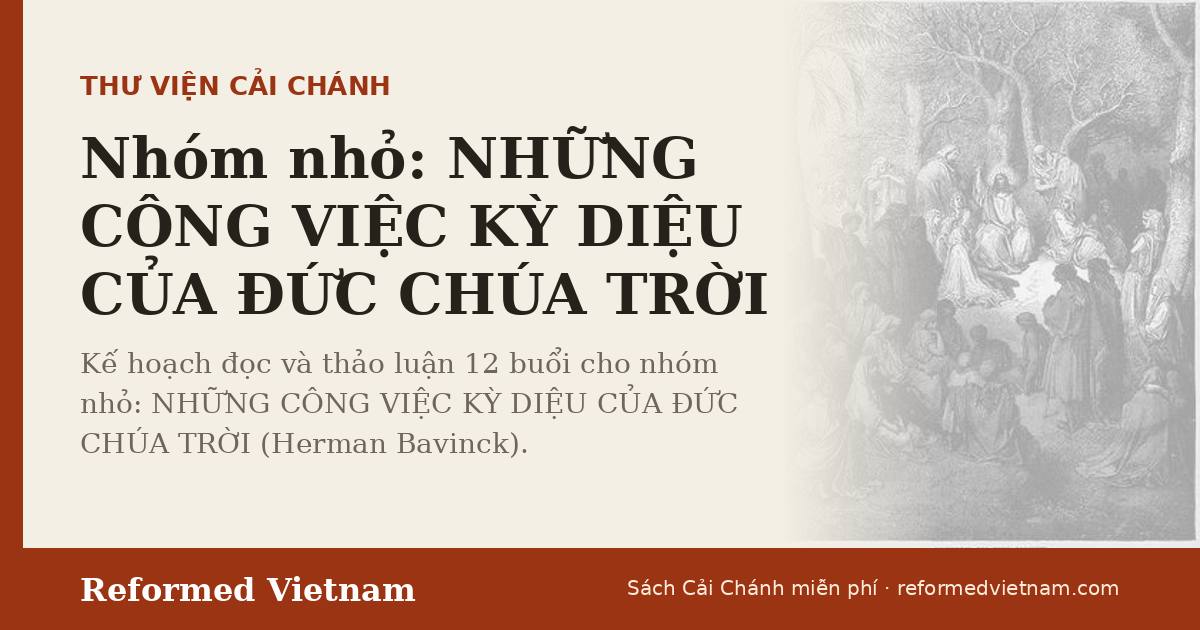 THƯ VIỆN CẢI CHÁNH
Nhóm nhỏ: NHỮNG
CÔNG VIỆC KỲ DIỆU
CỦA ĐỨC CHÚA TRỜI
Kế hoạch đọc và thảo luận 12 buổi cho nhóm
nhỏ: NHỮNG CÔNG VIỆC KỲ DIỆU CỦA ĐỨC
CHÚA TRỜI (Herman Bavinck).
Reformed Vietnam
Sách Cải Chánh miễn phí · reformedvietnam.com